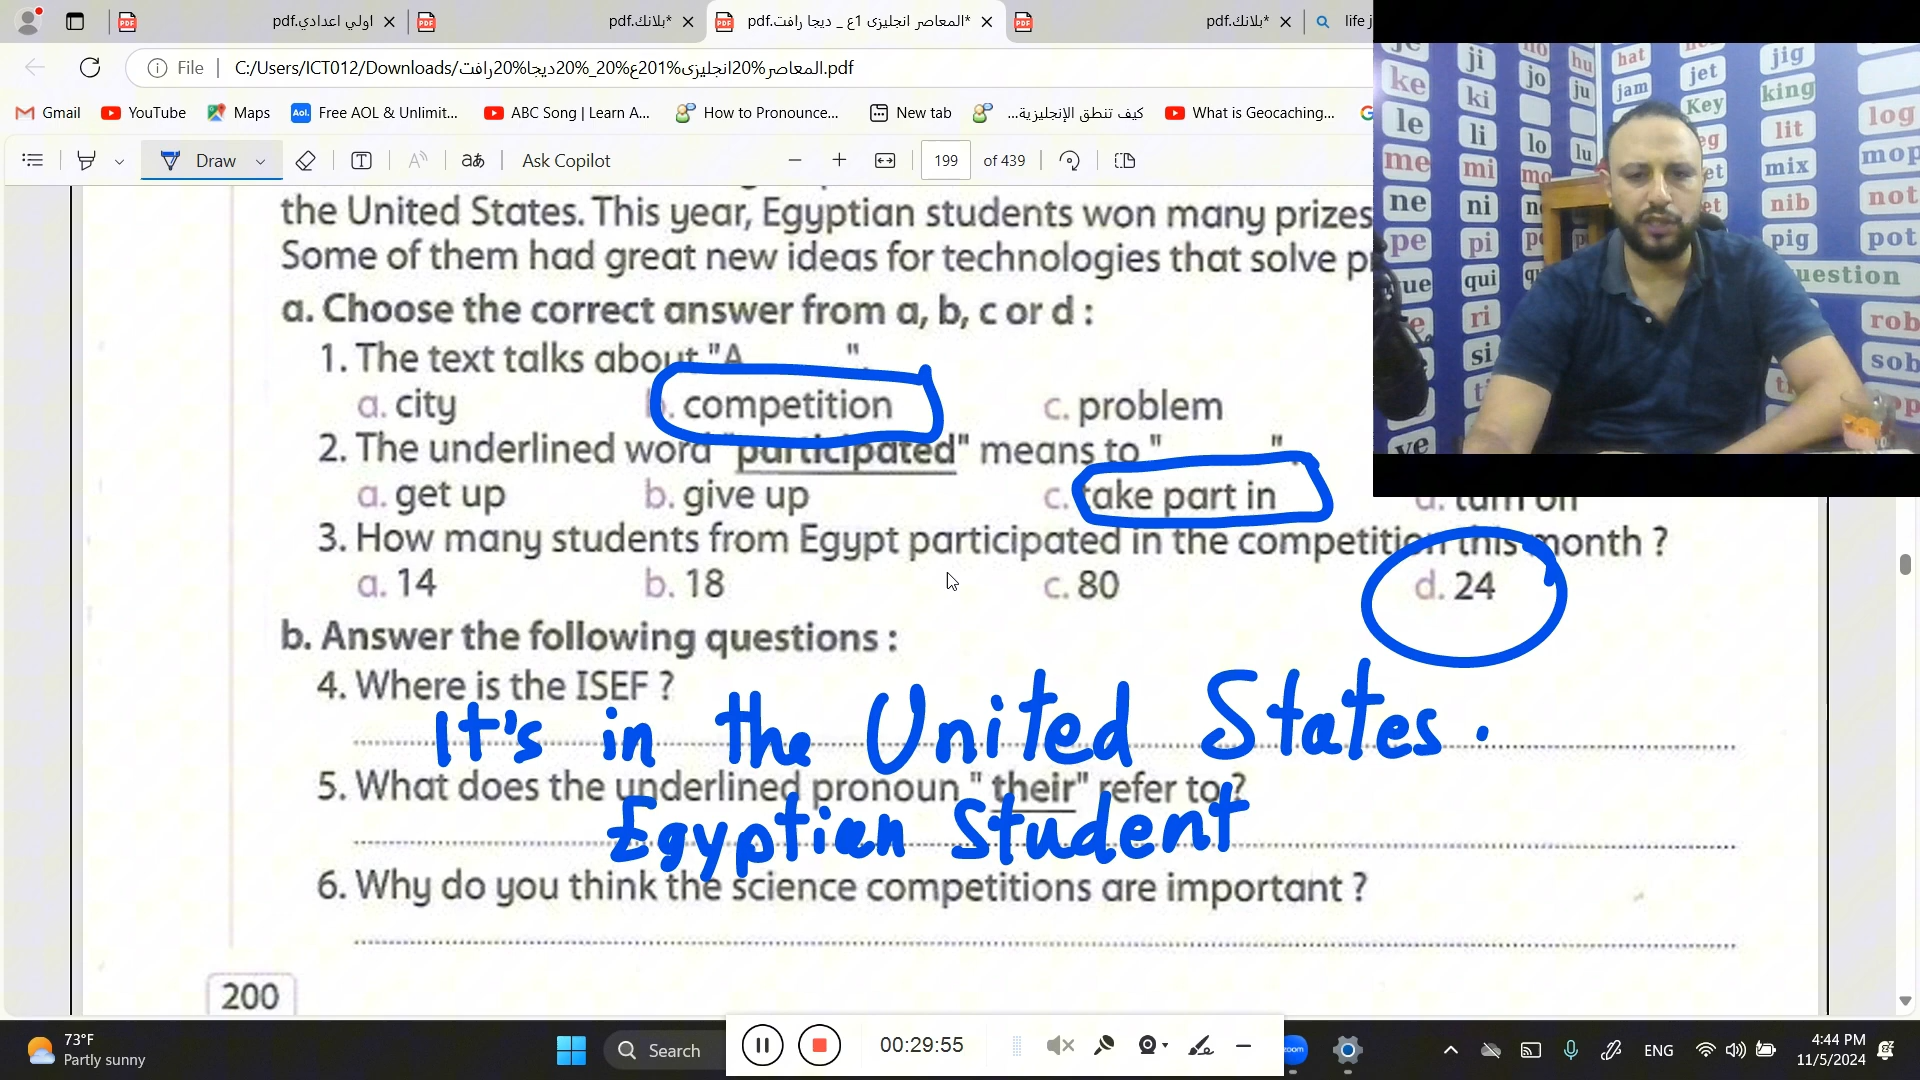 اولي اعدادي.pdf
*بلانك.pdf
*المعاصر انجليزى 1ع _ ديجا رافت.pdf
*بلانك.pdf
life j
File
C:/Users/ICT012/Downloads/المعاصر%20انجليزى%201ع%20_%20ديجا%20رافت.pdf
Gmail
YouTube
Maps
Free AOL & Unlimit...
ABC Song | Learn A...
How to Pronounce...
New tab
كيف تنطق الإنجليزية...
What is Geocaching...
Draw
Ask Copilot
199 of 439
the United States. This year, Egyptian students won many prizes
Some of them had great new ideas for technologies that solve
a. Choose the correct answer from a, b, c or d :
1. The text talks about "A ".
a. city b. competition c. problem
2. The underlined word "participated" means to " ".
a. get up b. give up c. take part in d. turn on
3. How many students from Egypt participated in the competition this month ?
a. 14 b. 18 c. 80 d. 24
b. Answer the following questions :
4. Where is the ISEF ?
It's in the United States.
5. What does the underlined pronoun " their" refer to ?
Egyptian Student
6. Why do you think the science competitions are important ?
200
ke ki jo ju jam jet Key king log
le li lo lu lit
me mi mix mop
ne ni nib not
pe pi pig pot
qui
ri rob
si sob
ve
hat jig
ji
73°F
Partly sunny
Search
00:29:55
zoom
ENG
4:44 PM
11/5/2024